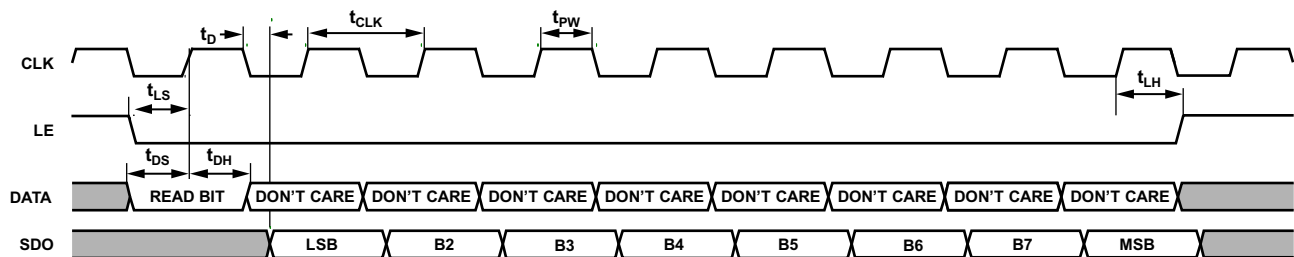 tD
tCLK
tPW
CLK
tLS
tLH
LE
tDS
tDH
DATA
READ BIT
DON'T CARE
DON'T CARE
DON'T CARE
DON'T CARE
DON'T CARE
DON'T CARE
DON'T CARE
DON'T CARE
SDO
LSB
B2
B3
B4
B5
B6
B7
MSB